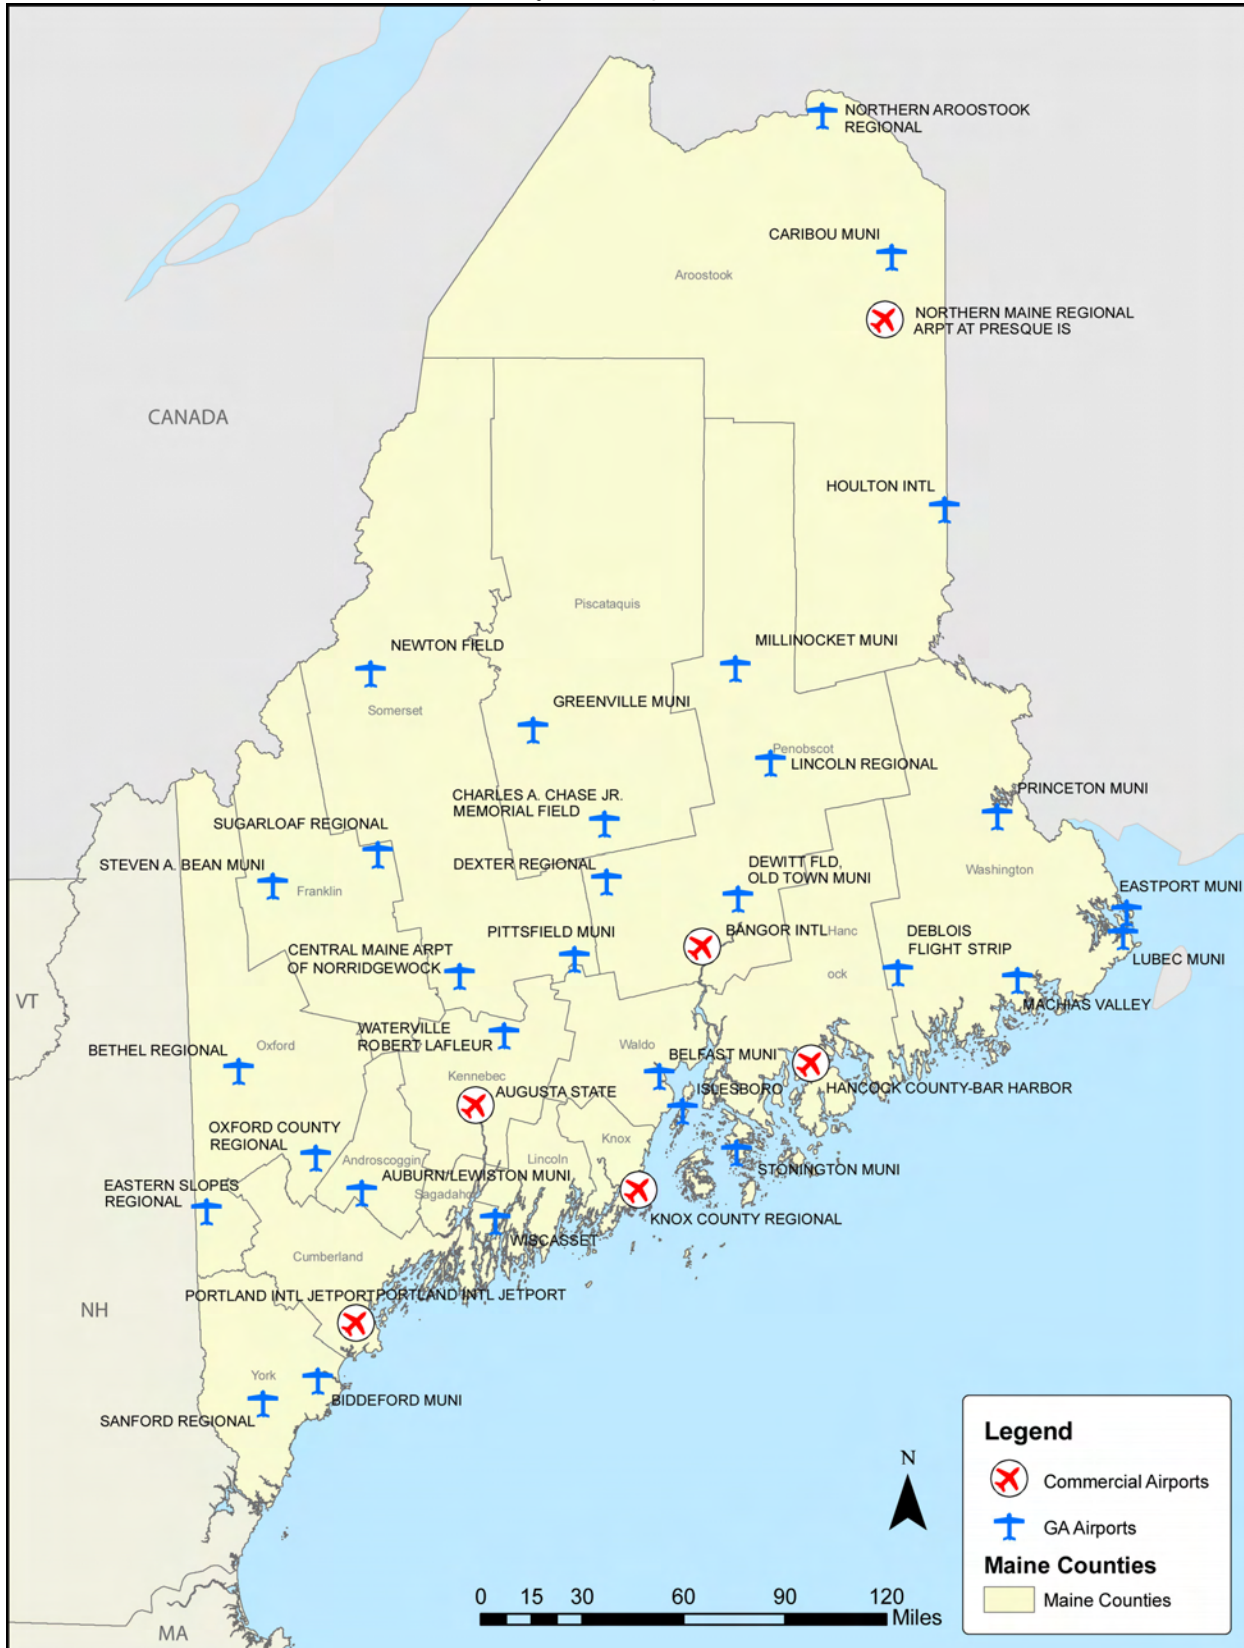 NORTHERN AROOSTOOK
REGIONAL
CARIBOU MUNI
Aroostook
NORTHERN MAINE REGIONAL
ARPT AT PRESQUE IS
CANADA
HOULTON INTL
Piscataquis
NEWTON FIELD
MILLINOCKET MUNI
Somerset
GREENVILLE MUNI
Penobscot
LINCOLN REGIONAL
CHARLES A. CHASE JR.
MEMORIAL FIELD
PRINCETON MUNI
SUGARLOAF REGIONAL
STEVEN A. BEAN MUNI
Franklin
DEXTER REGIONAL
DEWITT FLD,
OLD TOWN MUNI
Washington
EASTPORT MUNI
PITTSFIELD MUNI
BANGOR INTL
Hanc
ock
DEBLOIS
FLIGHT STRIP
LUBEC MUNI
CENTRAL MAINE ARPT
OF NORRIDGEWOCK
VT
MACHIAS VALLEY
WATERVILLE
ROBERT LAFLEUR
BETHEL REGIONAL
Oxford
Waldo
BELFAST MUNI
Kennebec
AUGUSTA STATE
ISLESBORO
HANCOCK COUNTY-BAR HARBOR
OXFORD COUNTY
REGIONAL
Knox
Androscoggin
Lincoln
STONINGTON MUNI
AUBURN/LEWISTON MUNI
EASTERN SLOPES
REGIONAL
Sagadahoc
KNOX COUNTY REGIONAL
WISCASSET
Cumberland
PORTLAND INTL JETPORT
PORTLAND INTL JETPORT
NH
York
BIDDEFORD MUNI
SANFORD REGIONAL
MA
N
0 15 30 60 90 120
Miles
Legend
Commercial Airports
GA Airports
Maine Counties
Maine Counties